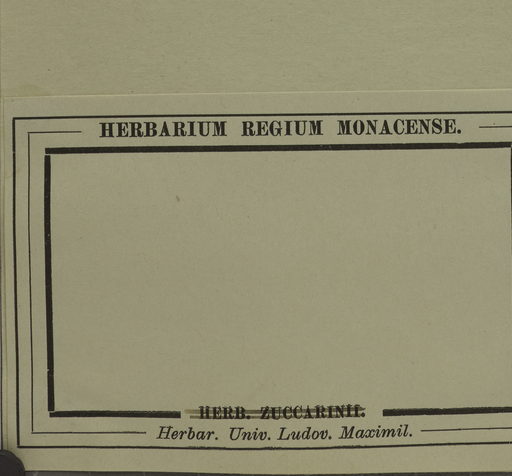 HERBARIUM REGIUM MONACENSE.
HERB. ZUCCARINII.
Herbar. Univ. Ludov. Maximil.